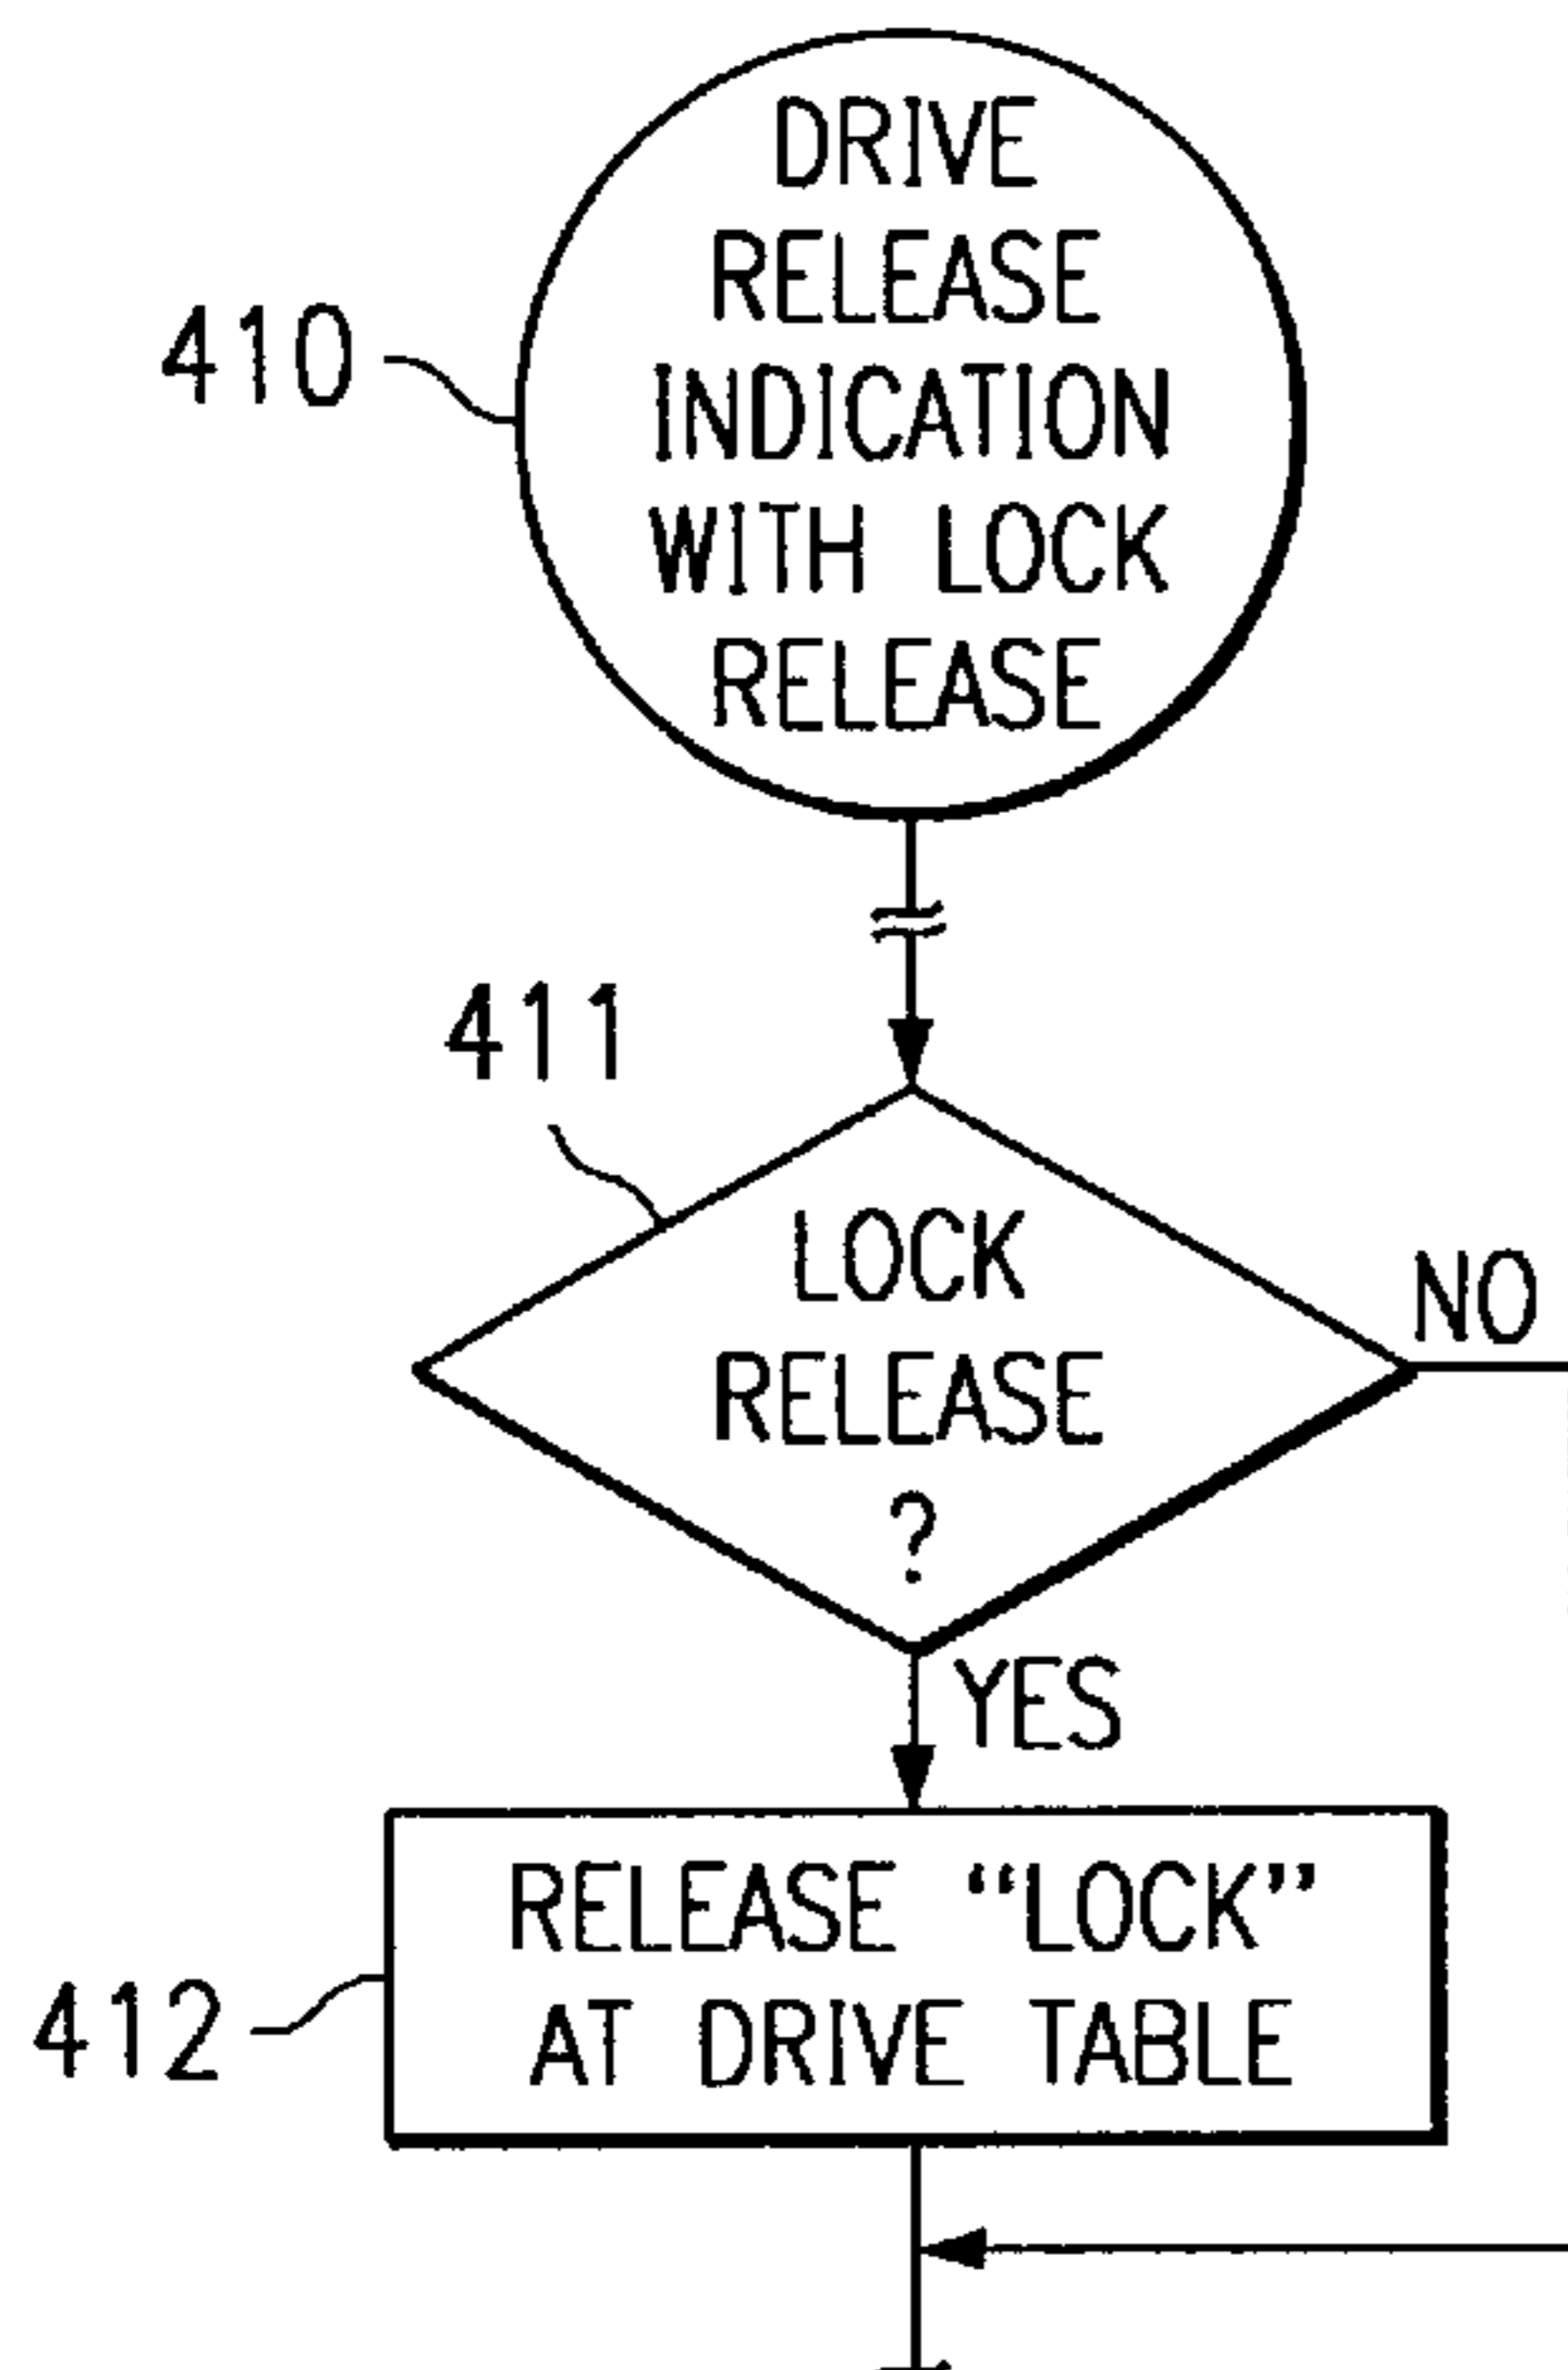 DRIVE
RELEASE
INDICATION
WITH LOCK
RELEASE
410
411
LOCK
RELEASE
?
NO
YES
RELEASE “LOCK”
AT DRIVE TABLE
412